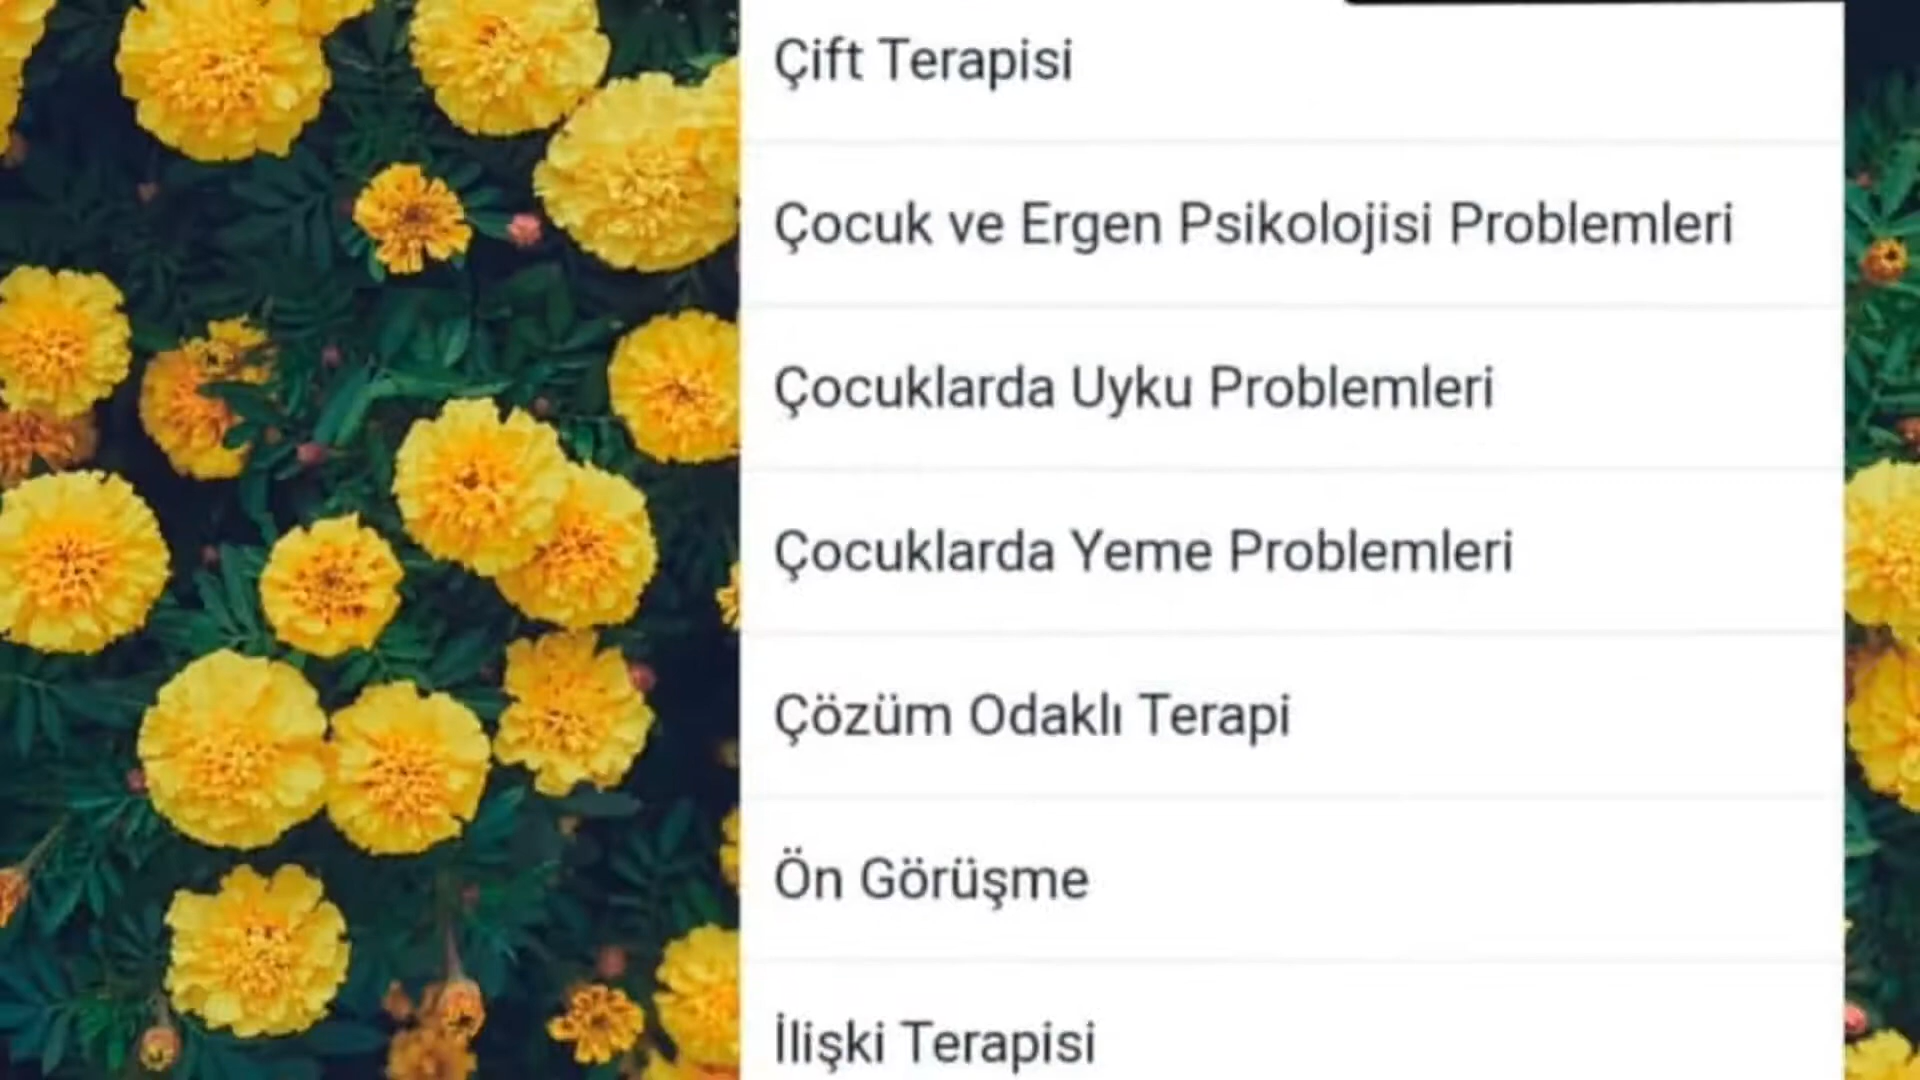 Çift Terapisi
Çocuk ve Ergen Psikolojisi Problemleri
Çocuklarda Uyku Problemleri
Çocuklarda Yeme Problemleri
Çözüm Odaklı Terapi
Ön Görüşme
İlişki Terapisi